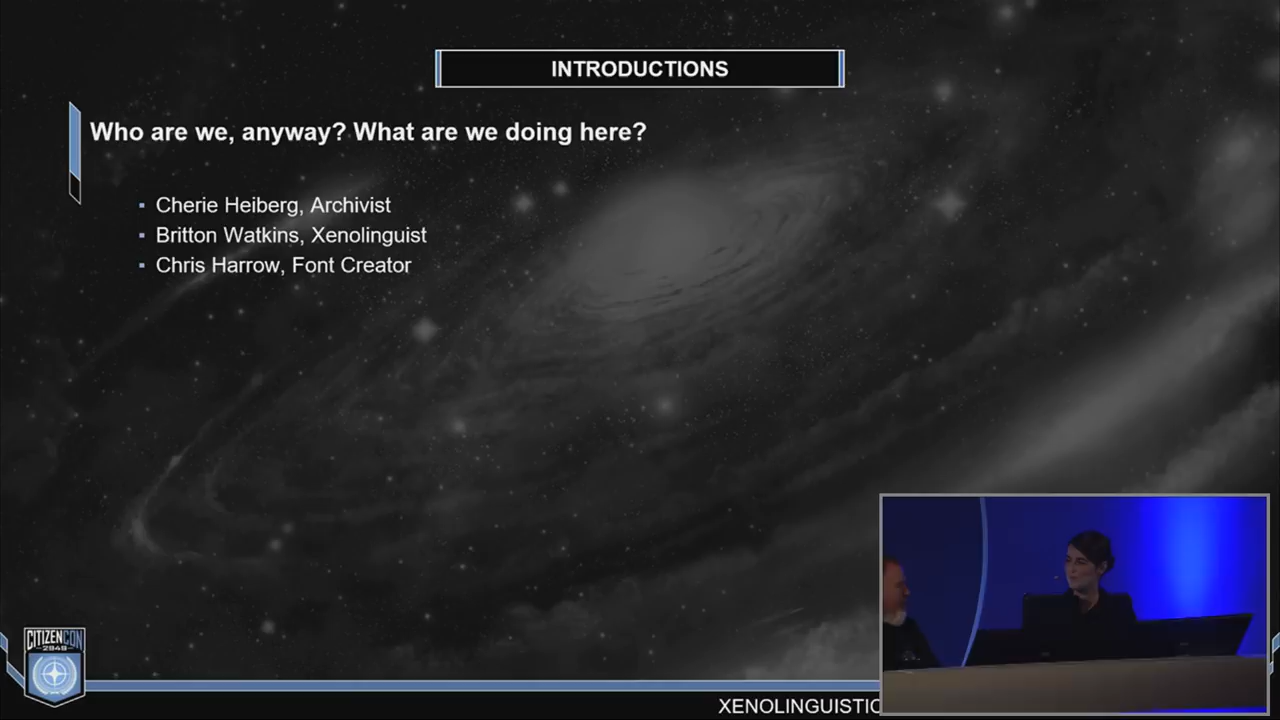 INTRODUCTIONS
Who are we, anyway? What are we doing here?
Cherie Heiberg, Archivist
Britton Watkins, Xenolinguist
Chris Harrow, Font Creator
CITIZENCON
2948
XENOLINGUISTIC